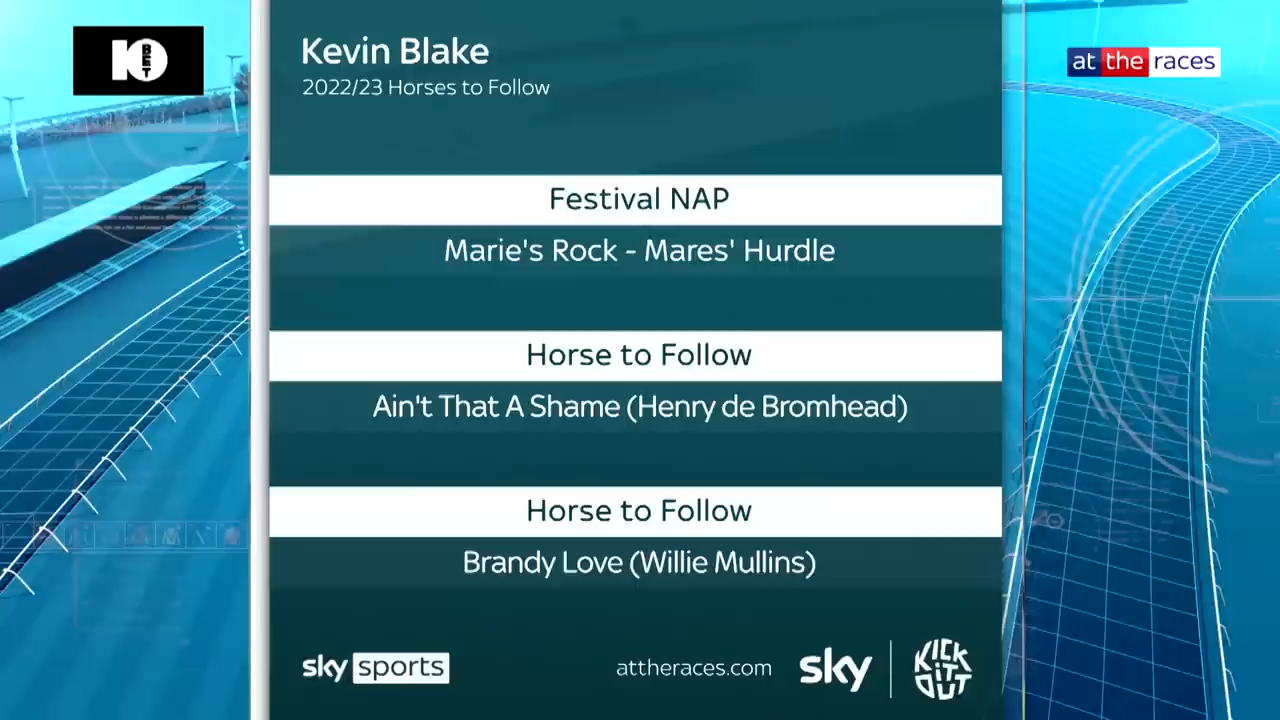 10
BET
Kevin Blake
2022/23 Horses to Follow
at the races
Festival NAP
Marie's Rock - Mares' Hurdle
Horse to Follow
Ain't That A Shame (Henry de Bromhead)
Horse to Follow
Brandy Love (Willie Mullins)
sky sports
attheraces.com
sky
KICK
IT
OUT